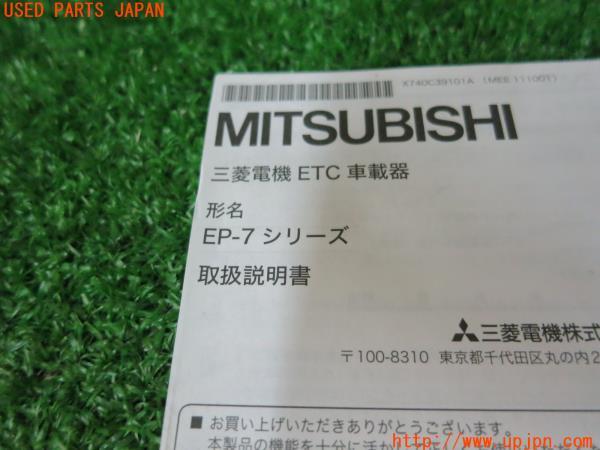 USED PARTS JAPAN
X740C39101A (MEE 1110DT)
MITSUBISHI
三菱電機 ETC 車載器
形名
EP-7 シリーズ
取扱説明書
三菱電機株式
〒100-8310 東京都千代田区丸の内2
■ お買い上げいただきありがとうございます。
本製品の機能を十分に活か
http://www.upjpn.com/